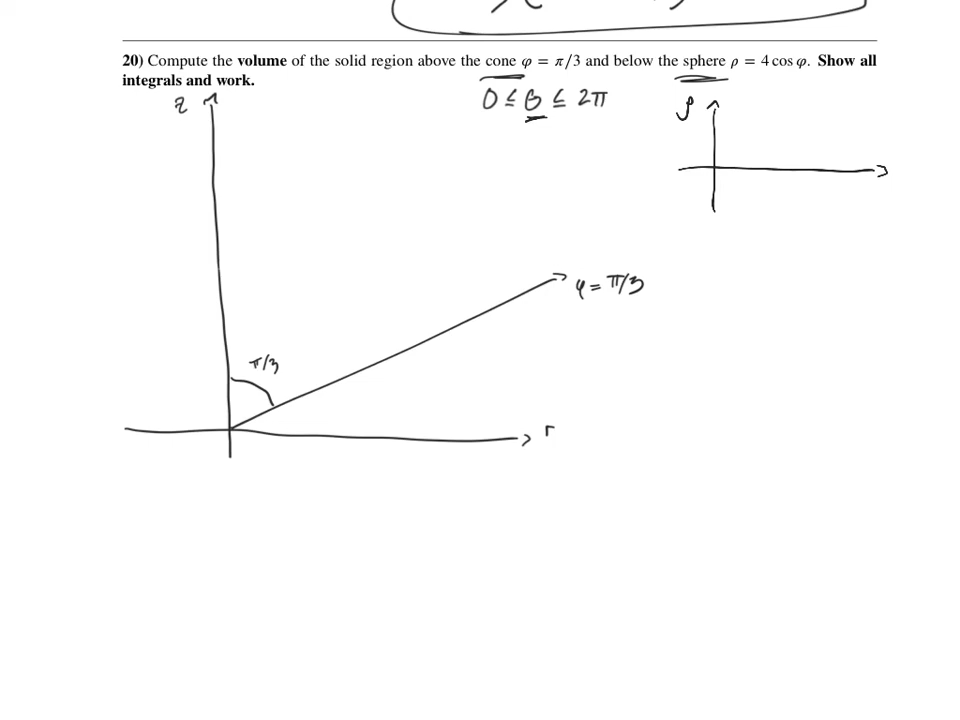 20) Compute the volume of the solid region above the cone φ = π/3 and below the sphere ρ = 4 cos φ. Show all
integrals and work.
0 ≤ θ ≤ 2π
z
ρ
φ = π/3
π/3
r